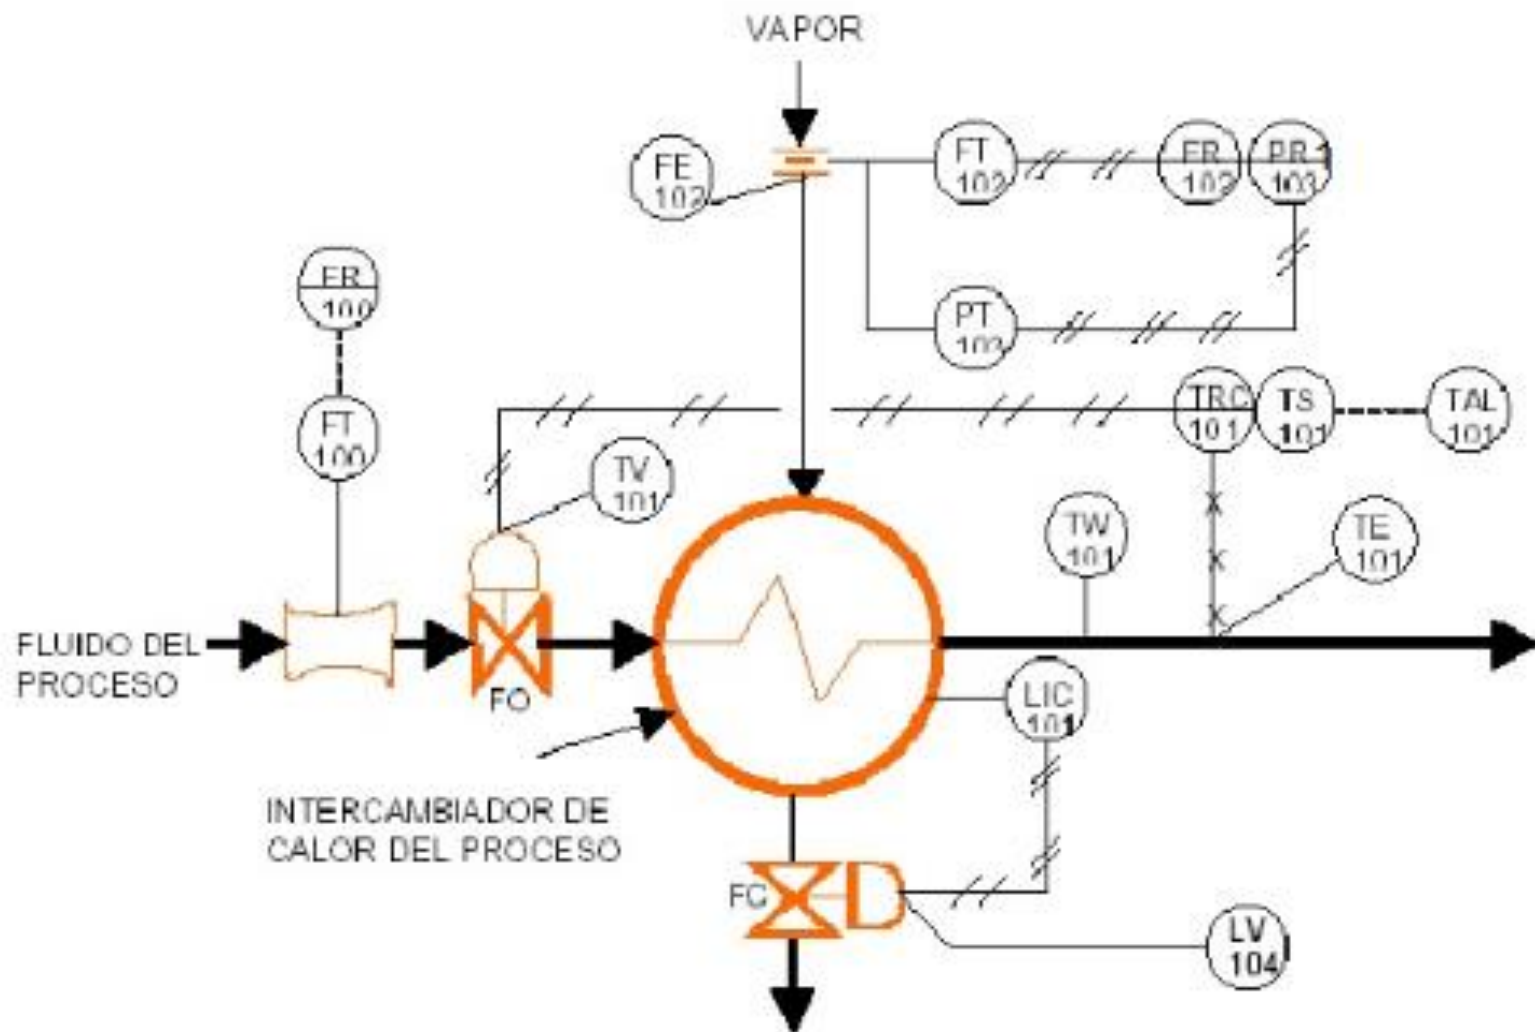 VAPOR
FE
102
FT
102
FR
102
PR
103
FR
100
PT
103
FT
100
TRC
101
TS
101
TAL
101
TV
101
TW
101
TE
101
FLUIDO DEL
PROCESO
FO
LIC
101
INTERCAMBIADOR DE
CALOR DEL PROCESO
FC
LV
104